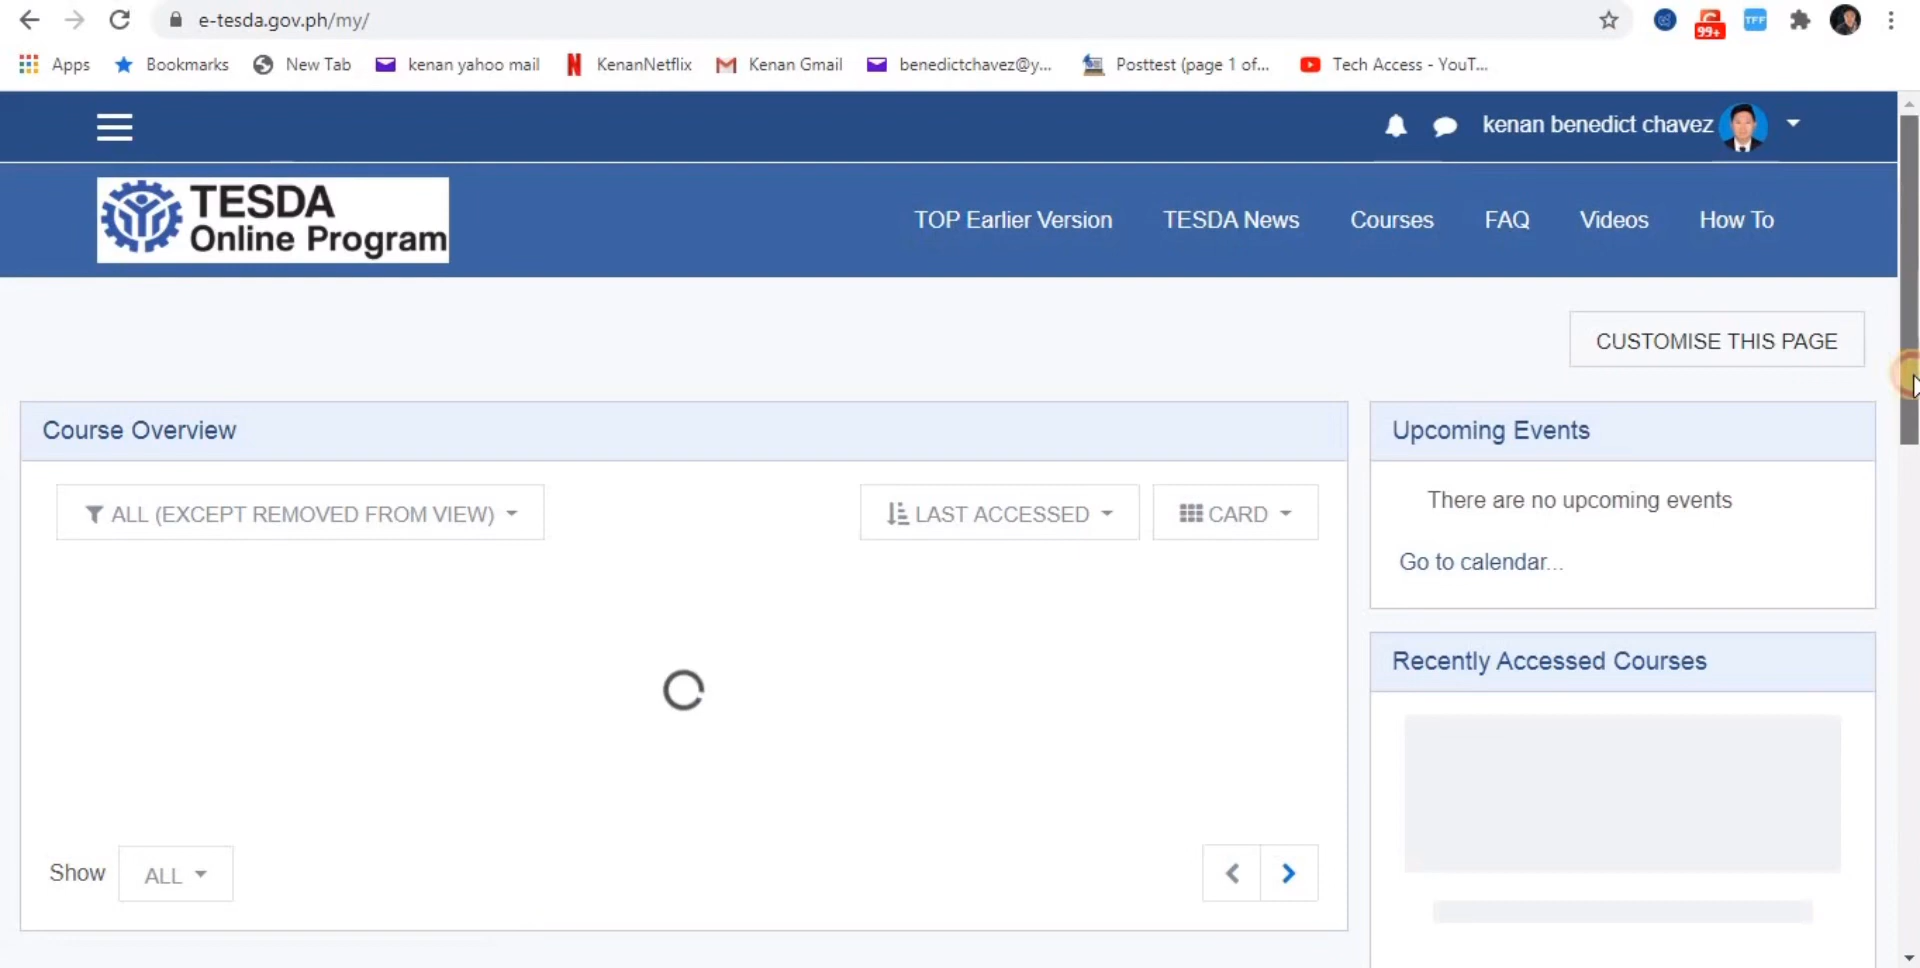 e-tesda.gov.ph/my/
99+
TFF
Apps
Bookmarks
New Tab
kenan yahoo mail
KenanNetflix
Kenan Gmail
benedictchavez@y...
Posttest (page 1 of...
Tech Access - YouT...
kenan benedict chavez
TESDA
Online Program
TOP Earlier Version
TESDA News
Courses
FAQ
Videos
How To
CUSTOMISE THIS PAGE
Course Overview
ALL (EXCEPT REMOVED FROM VIEW)
LAST ACCESSED
CARD
Show
ALL
Upcoming Events
There are no upcoming events
Go to calendar...
Recently Accessed Courses